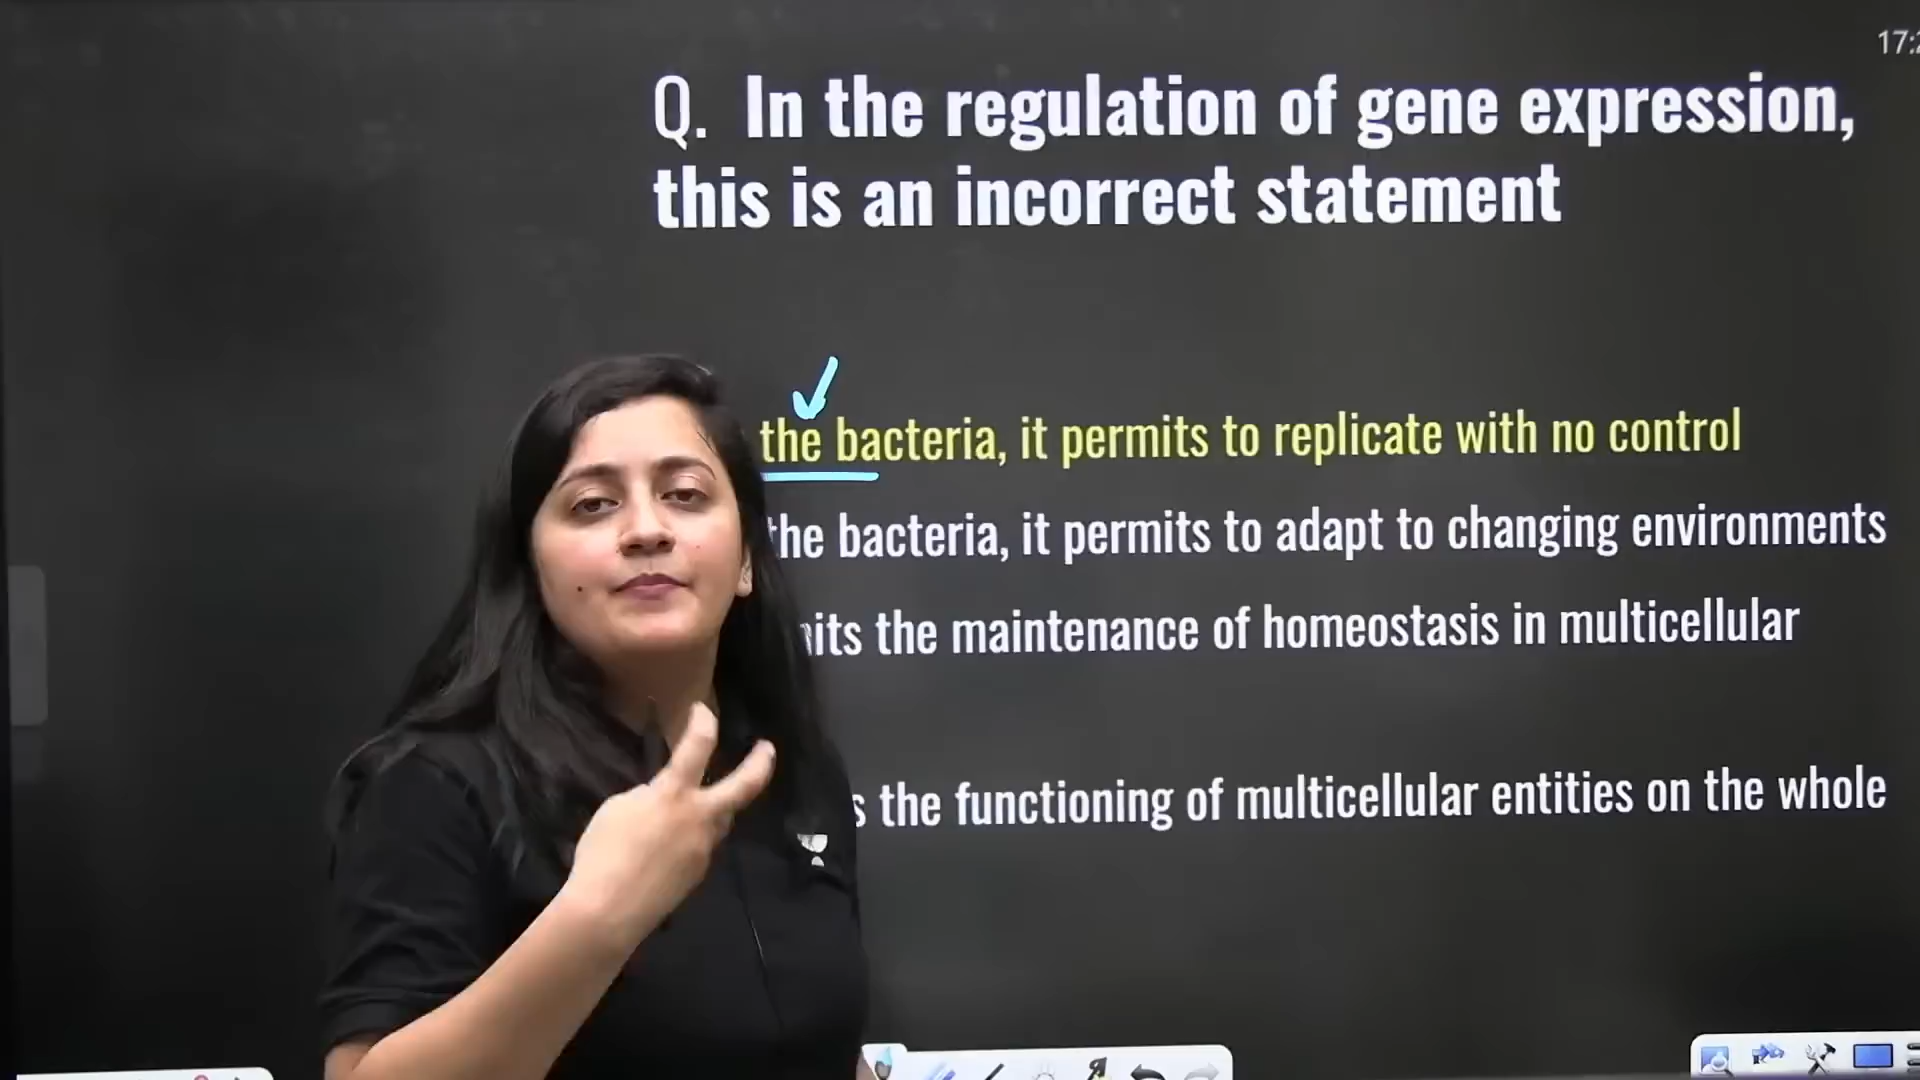 17:2
Q. In the regulation of gene expression,
this is an incorrect statement
the bacteria, it permits to replicate with no control
the bacteria, it permits to adapt to changing environments
the maintenance of homeostasis in multicellular
the functioning of multicellular entities on the whole